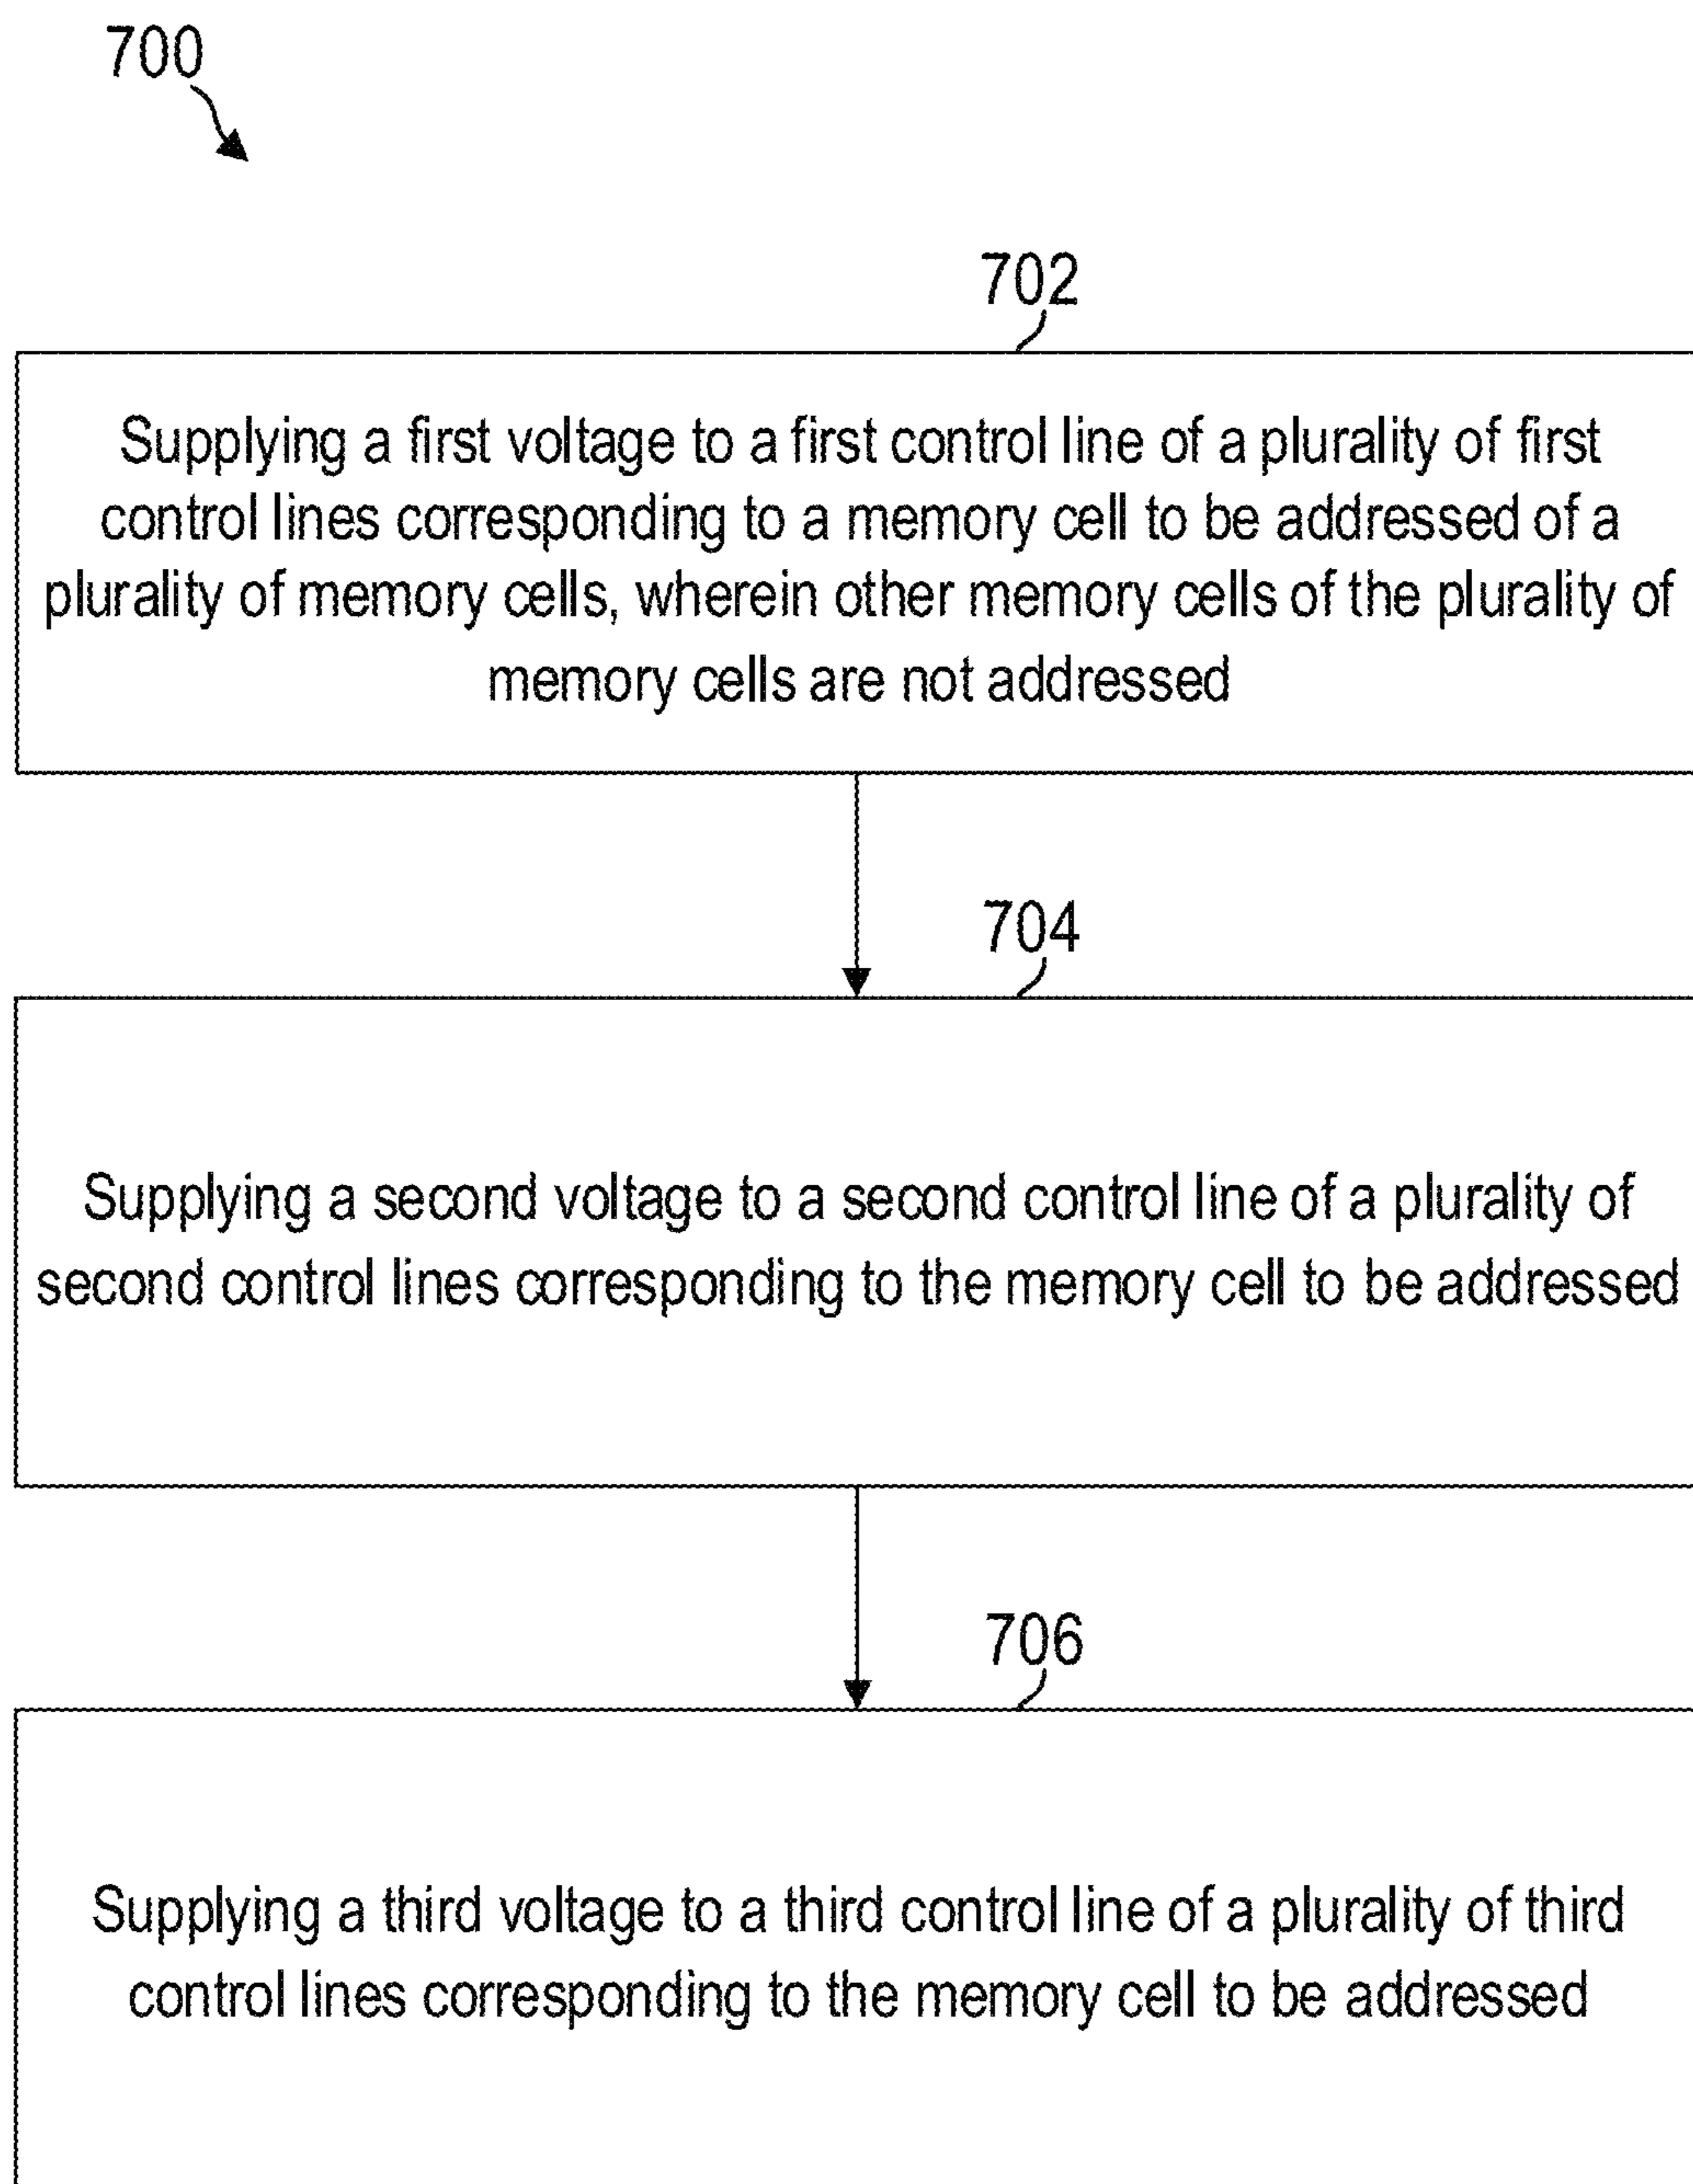 700
702
Supplying a first voltage to a first control line of a plurality of first
control lines corresponding to a memory cell to be addressed of a
plurality of memory cells, wherein other memory cells of the plurality of
memory cells are not addressed
704
Supplying a second voltage to a second control line of a plurality of
second control lines corresponding to the memory cell to be addressed
706
Supplying a third voltage to a third control line of a plurality of third
control lines corresponding to the memory cell to be addressed